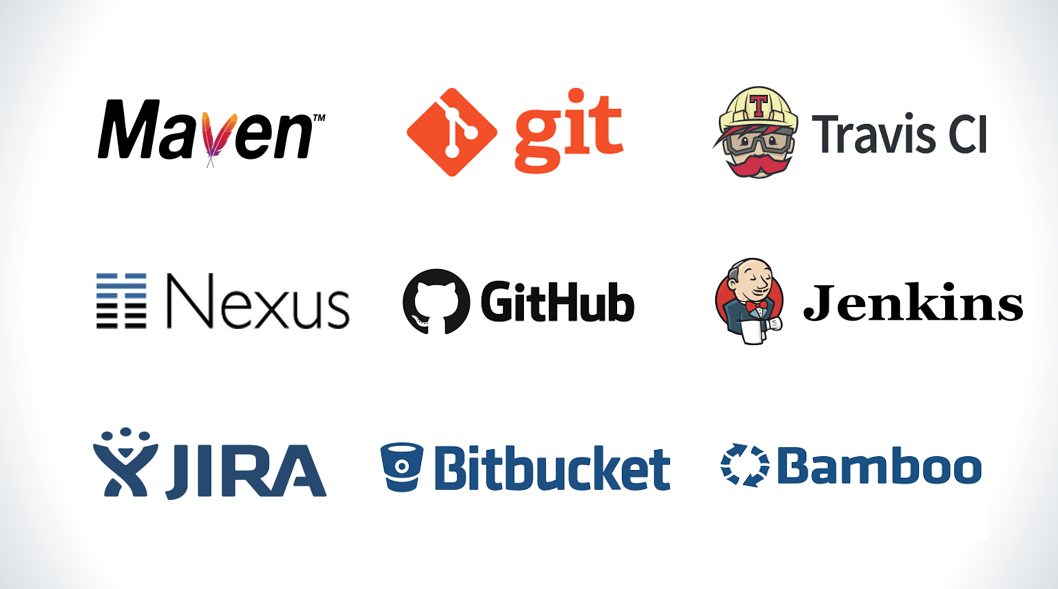 Maven™
git
T
Travis CI
Nexus
GitHub
Jenkins
JIRA
Bitbucket
Bamboo